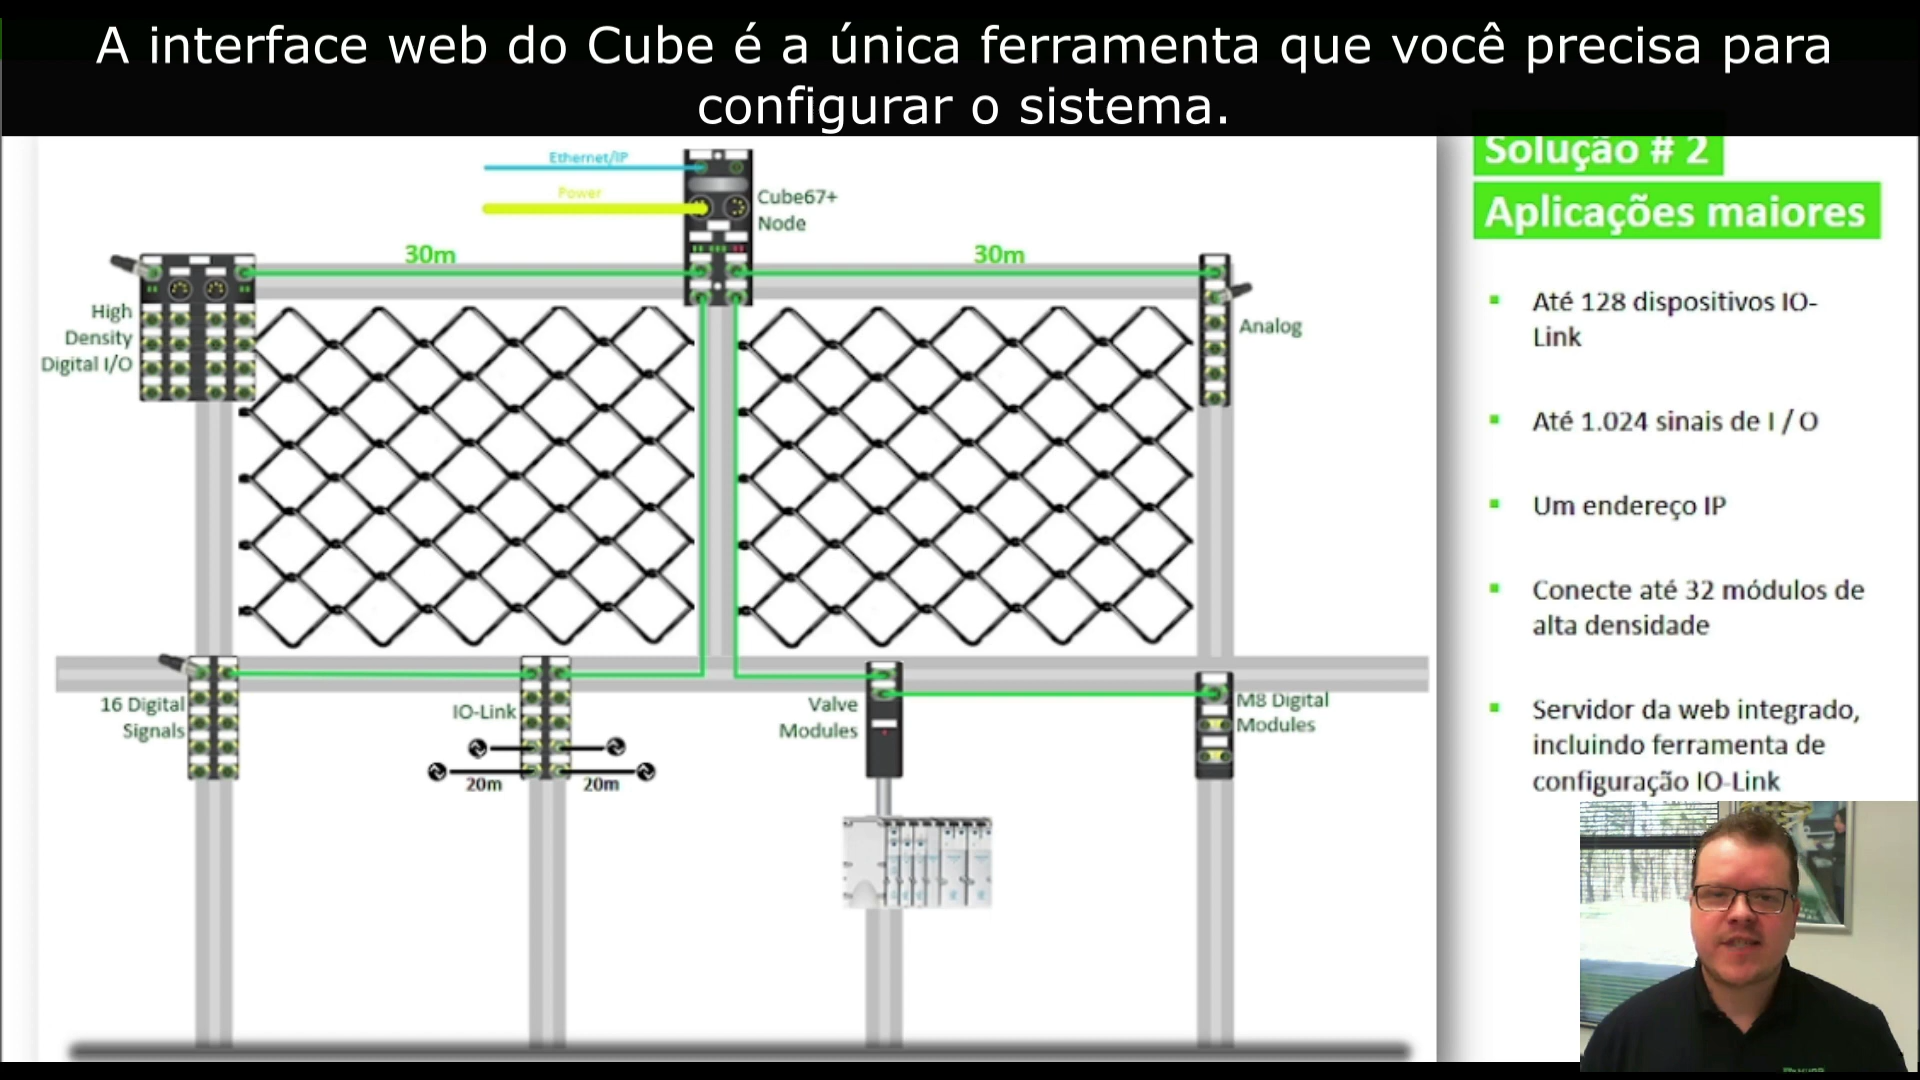 A interface web do Cube é a única ferramenta que você precisa para
configurar o sistema.
Ethernet/IP
Power
Cube67+
Node
30m
30m
High
Density
Digital I/O
Analog
16 Digital
Signals
IO-Link
20m
20m
Valve
Modules
M8 Digital
Modules
Solução # 2
Aplicações maiores
Até 128 dispositivos IO-
Link
Até 1.024 sinais de I / O
Um endereço IP
Conecte até 32 módulos de
alta densidade
Servidor da web integrado,
incluindo ferramenta de
configuração IO-Link